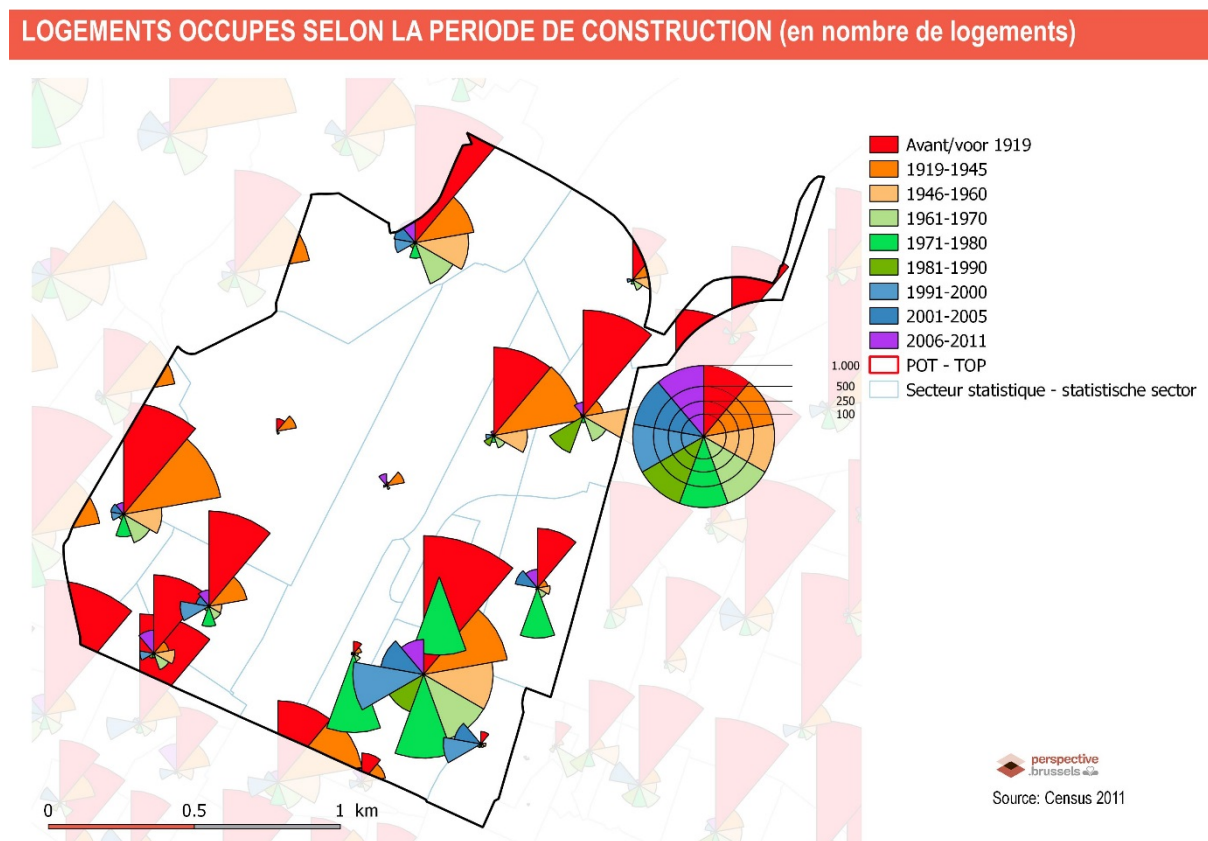 LOGEMENTS OCCUPES SELON LA PERIODE DE CONSTRUCTION (en nombre de logements)
Avant/voor 1919
1919-1945
1946-1960
1961-1970
1971-1980
1981-1990
1991-2000
2001-2005
2006-2011
POT - TOP
Secteur statistique - statistische sector
1.000
500
250
100
perspective
.brussels
Source: Census 2011
0 0.5 1 km